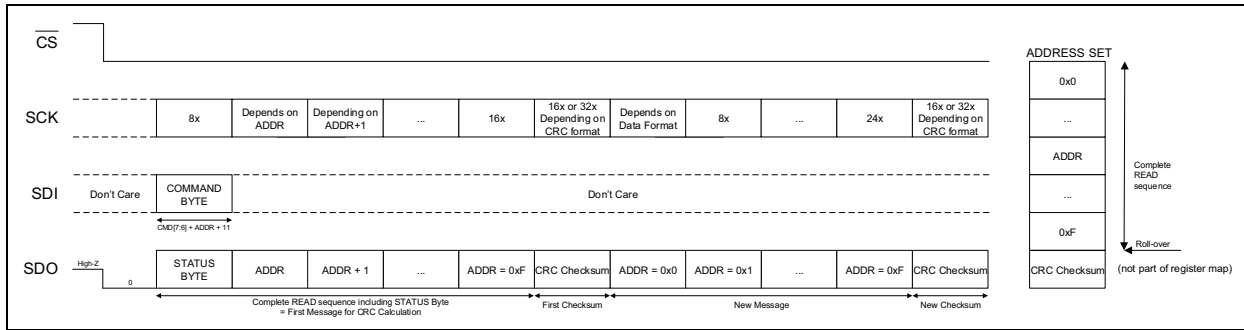 CS
ADDRESS SET
0x0
SCK
8x
Depends on
ADDR
Depending on
ADDR+1
...
16x
16x or 32x
Depending on
CRC format
Depends on
Data Format
8x
...
24x
16x or 32x
Depending on
CRC format
...
ADDR
Complete
READ
sequence
SDI
Don't Care
COMMAND
BYTE
Don't Care
...
CMD[7:6] + ADDR + 11
0xF
Roll-over
SDO
High-Z
0
STATUS
BYTE
ADDR
ADDR + 1
...
ADDR = 0xF
CRC Checksum
ADDR = 0x0
ADDR = 0x1
...
ADDR = 0xF
CRC Checksum
CRC Checksum
(not part of register map)
Complete READ sequence including STATUS Byte
= First Message for CRC Calculation
First Checksum
New Message
New Checksum